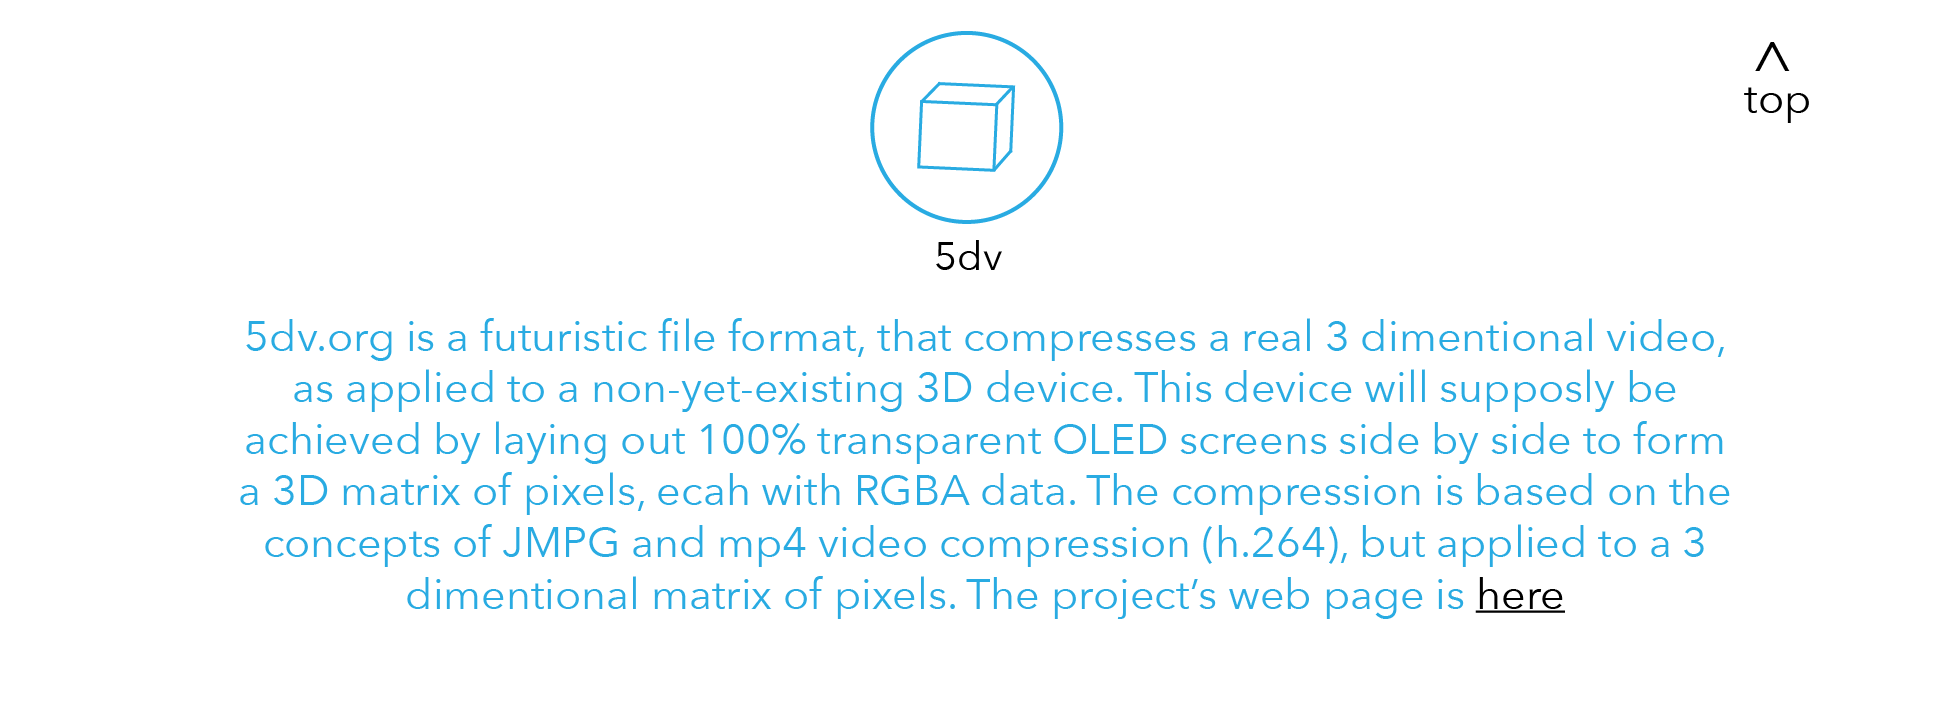 ^
top
5dv
5dv.org is a futuristic file format, that compresses a real 3 dimentional video,
as applied to a non-yet-existing 3D device. This device will supposly be
achieved by laying out 100% transparent OLED screens side by side to form
a 3D matrix of pixels, ecah with RGBA data. The compression is based on the
concepts of JMPG and mp4 video compression (h.264), but applied to a 3
dimentional matrix of pixels. The project’s web page is here